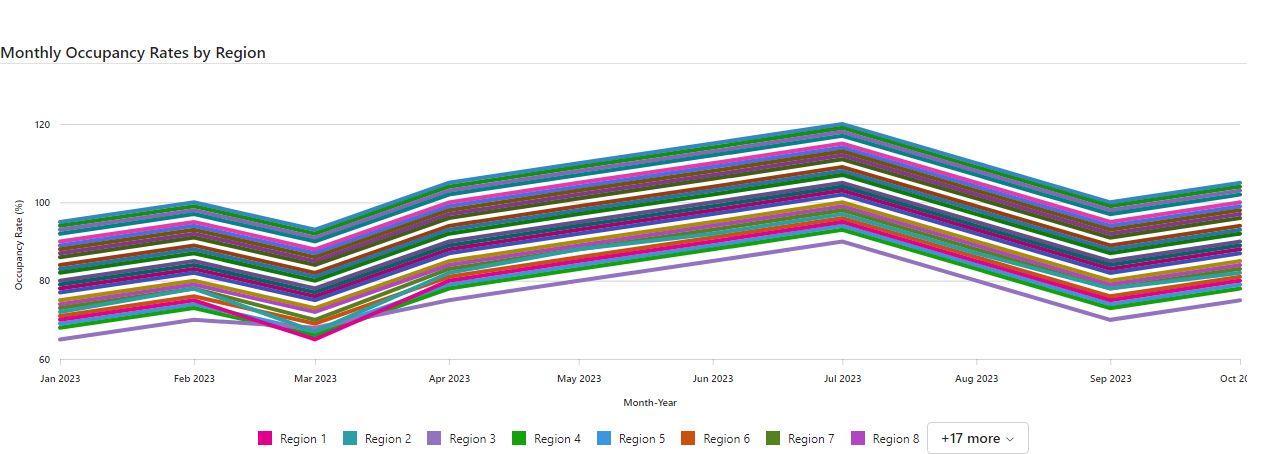 Monthly Occupancy Rates by Region
120
100
80
60
Occupancy Rate (%)
Jan 2023 Feb 2023 Mar 2023 Apr 2023 May 2023 Jun 2023 Jul 2023 Aug 2023 Sep 2023 Oct 20
Month-Year
Region 1 Region 2 Region 3 Region 4 Region 5 Region 6 Region 7 Region 8 +17 more